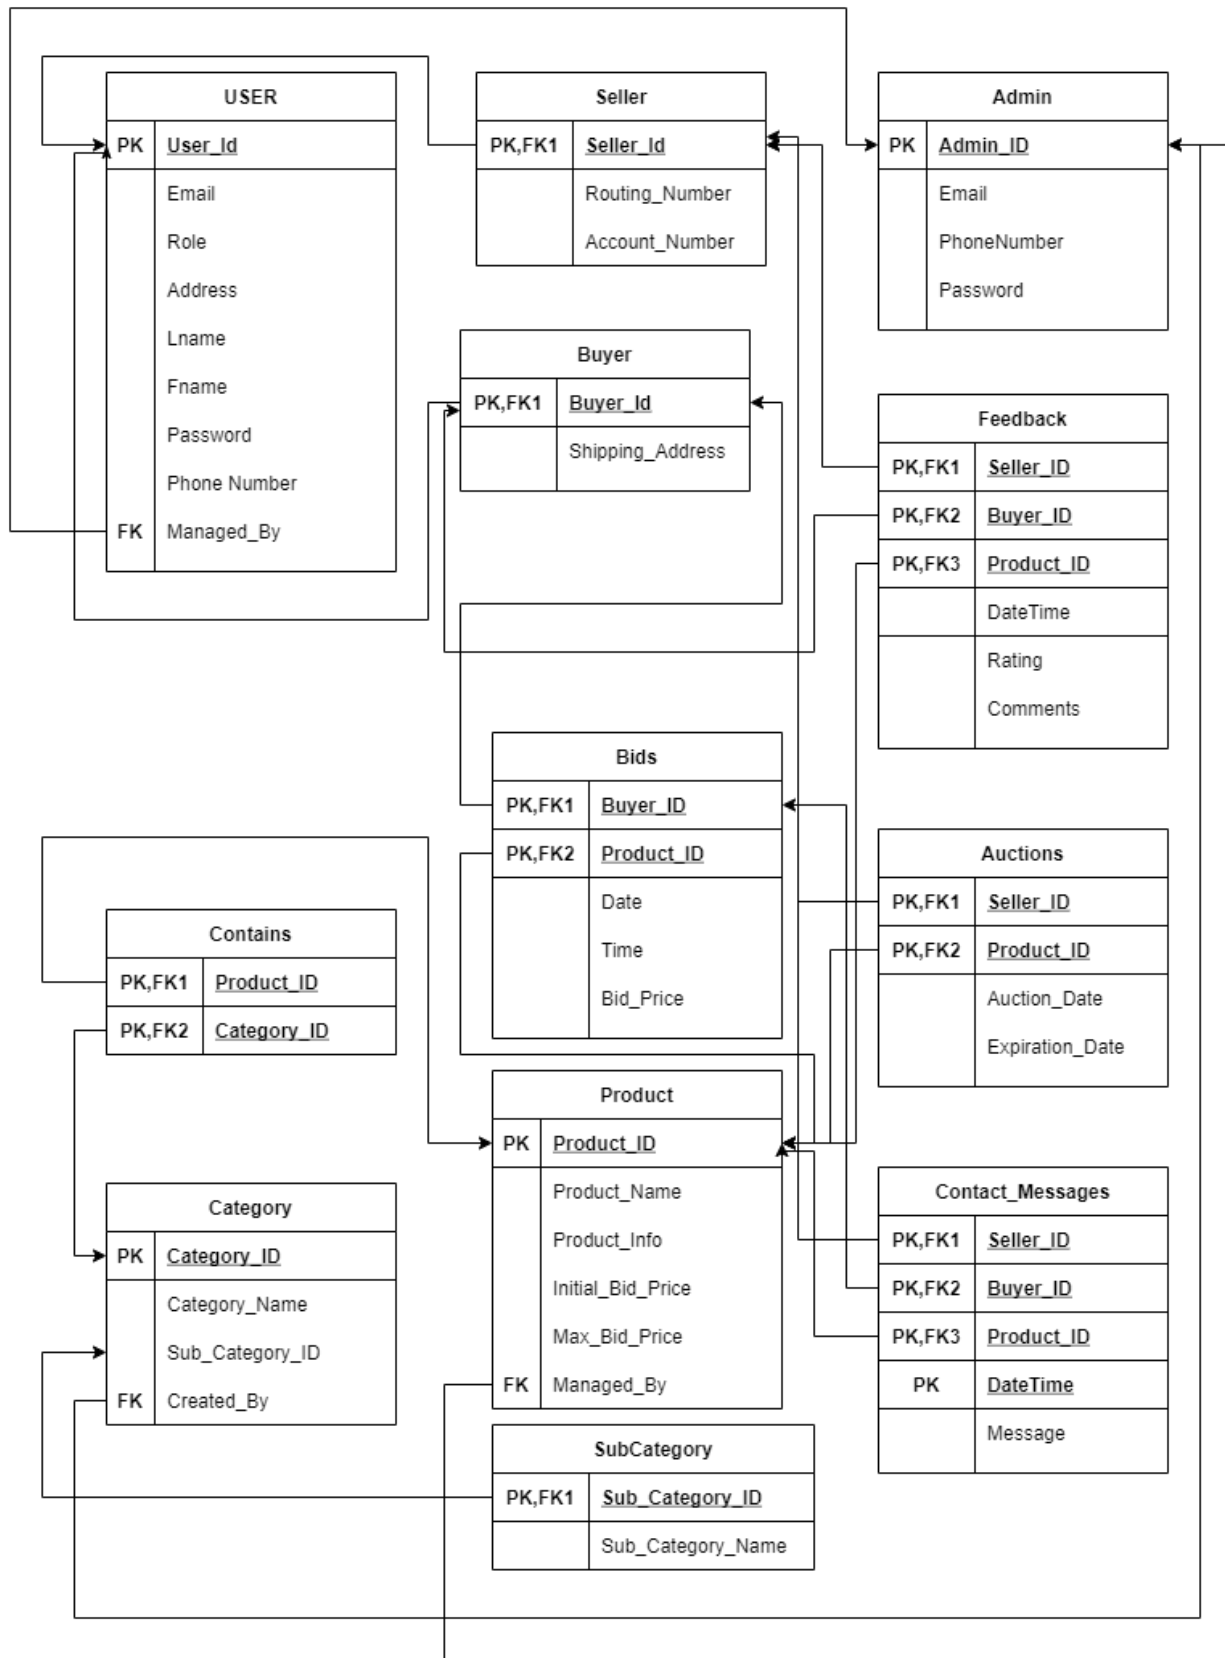 USER
PK User_Id
Email
Role
Address
Lname
Fname
Password
Phone Number
FK Managed_By
Seller
PK,FK1 Seller_Id
Routing_Number
Account_Number
Admin
PK Admin_ID
Email
PhoneNumber
Password
Buyer
PK,FK1 Buyer_Id
Shipping_Address
Feedback
PK,FK1 Seller_ID
PK,FK2 Buyer_ID
PK,FK3 Product_ID
DateTime
Rating
Comments
Bids
PK,FK1 Buyer_ID
PK,FK2 Product_ID
Date
Time
Bid_Price
Auctions
PK,FK1 Seller_ID
PK,FK2 Product_ID
Auction_Date
Expiration_Date
Contains
PK,FK1 Product_ID
PK,FK2 Category_ID
Product
PK Product_ID
Product_Name
Product_Info
Initial_Bid_Price
Max_Bid_Price
FK Managed_By
Contact_Messages
PK,FK1 Seller_ID
PK,FK2 Buyer_ID
PK,FK3 Product_ID
PK DateTime
Message
Category
PK Category_ID
Category_Name
Sub_Category_ID
FK Created_By
SubCategory
PK,FK1 Sub_Category_ID
Sub_Category_Name